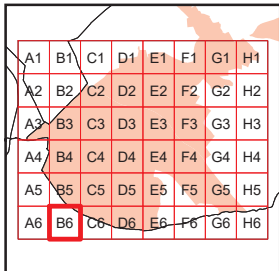 A1 B1 C1 D1 E1 F1 G1 H1
A2 B2 C2 D2 E2 F2 G2 H2
A3 B3 C3 D3 E3 F3 G3 H3
A4 B4 C4 D4 E4 F4 G4 H4
A5 B5 C5 D5 E5 F5 G5 H5
A6 B6 C6 D6 E6 F6 G6 H6